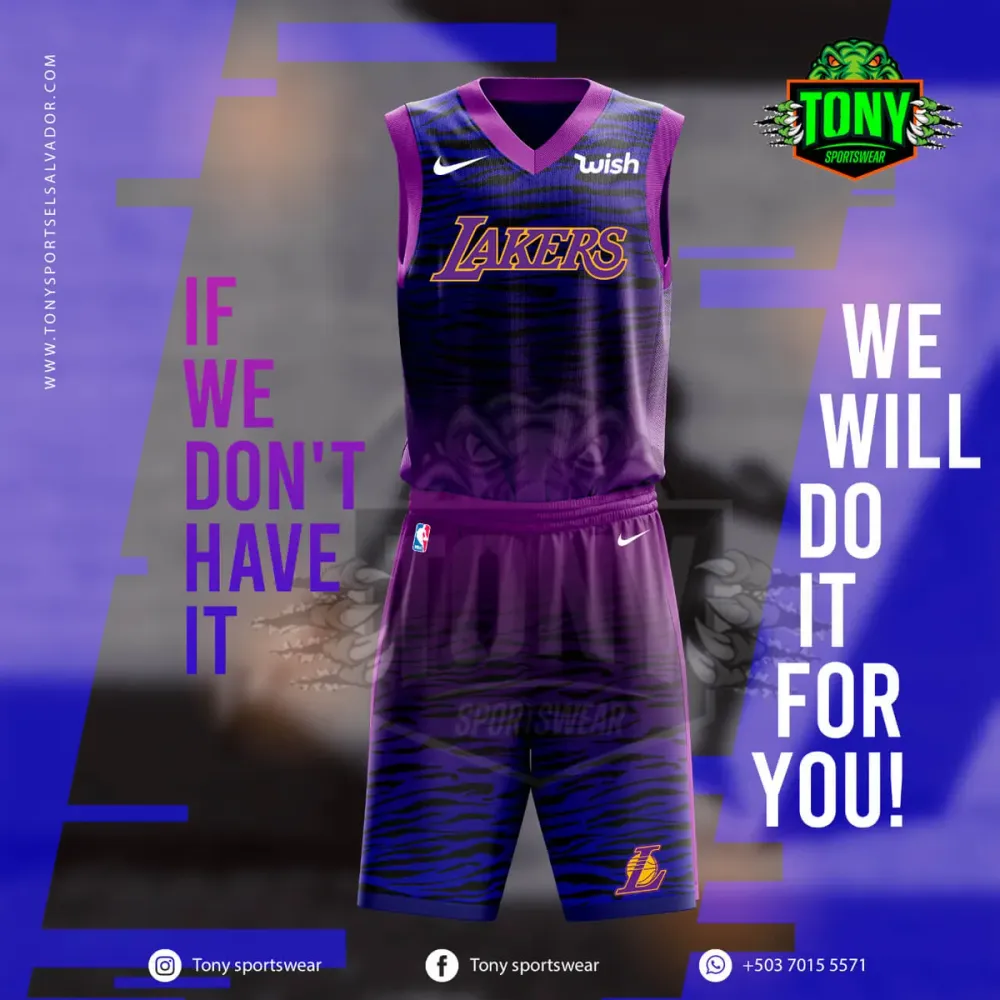 WWW.TONYSPORTSELSALVADOR.COM
TONY
SPORTSWEAR
wish
LAKERS
IF
WE
DON'T
HAVE
IT
WE
WILL
DO
IT
FOR
YOU!
TONY
SPORTSWEAR
L
Tony sportswear
Tony sportswear
+503 7015 5571